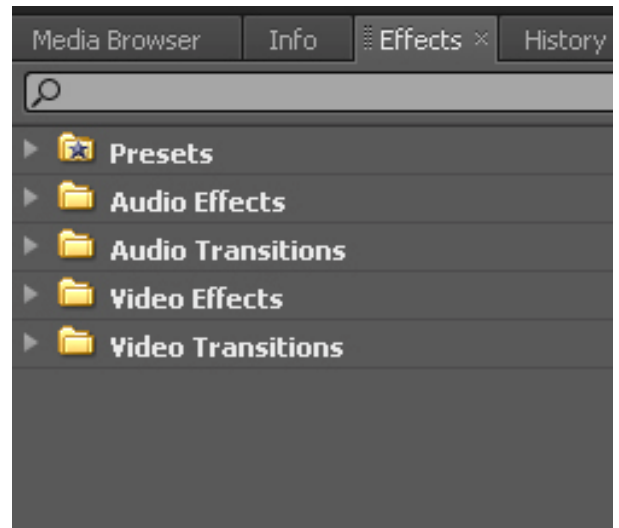 Media Browser Info Effects × History
Presets
Audio Effects
Audio Transitions
Video Effects
Video Transitions